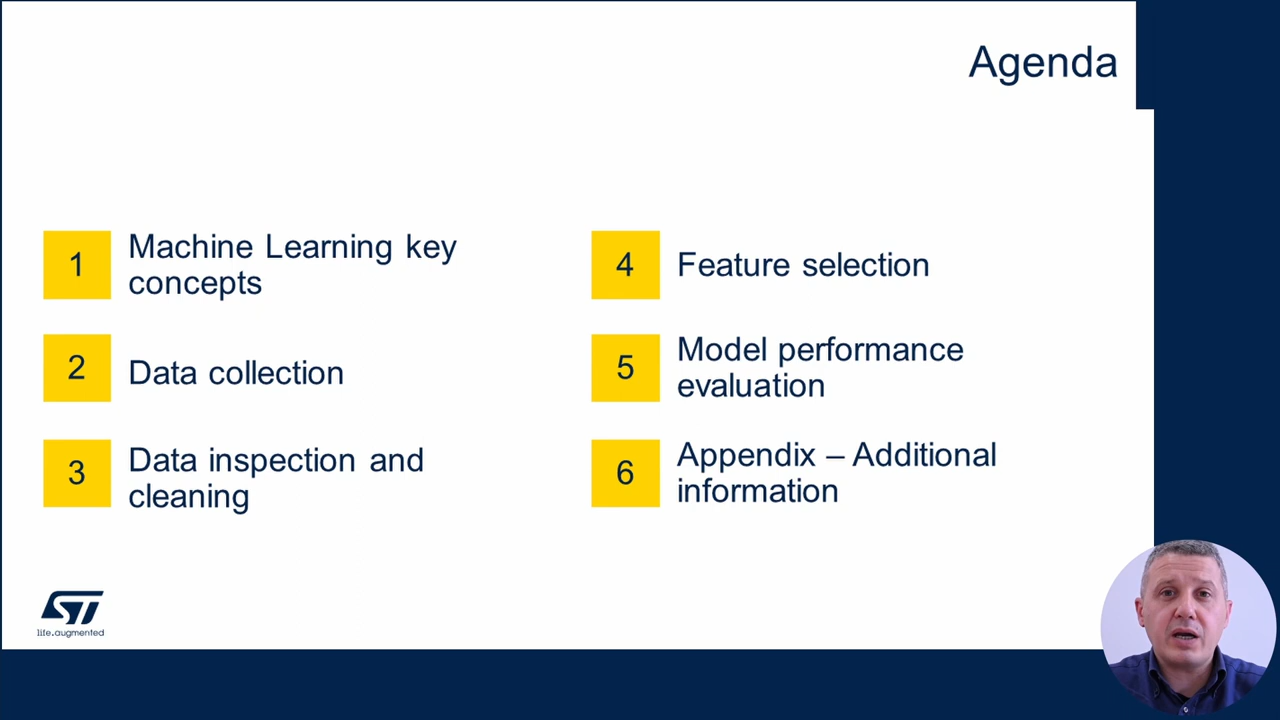 Agenda
1
Machine Learning key
concepts
2
Data collection
3
Data inspection and
cleaning
4
Feature selection
5
Model performance
evaluation
6
Appendix – Additional
information
ST
life.augmented